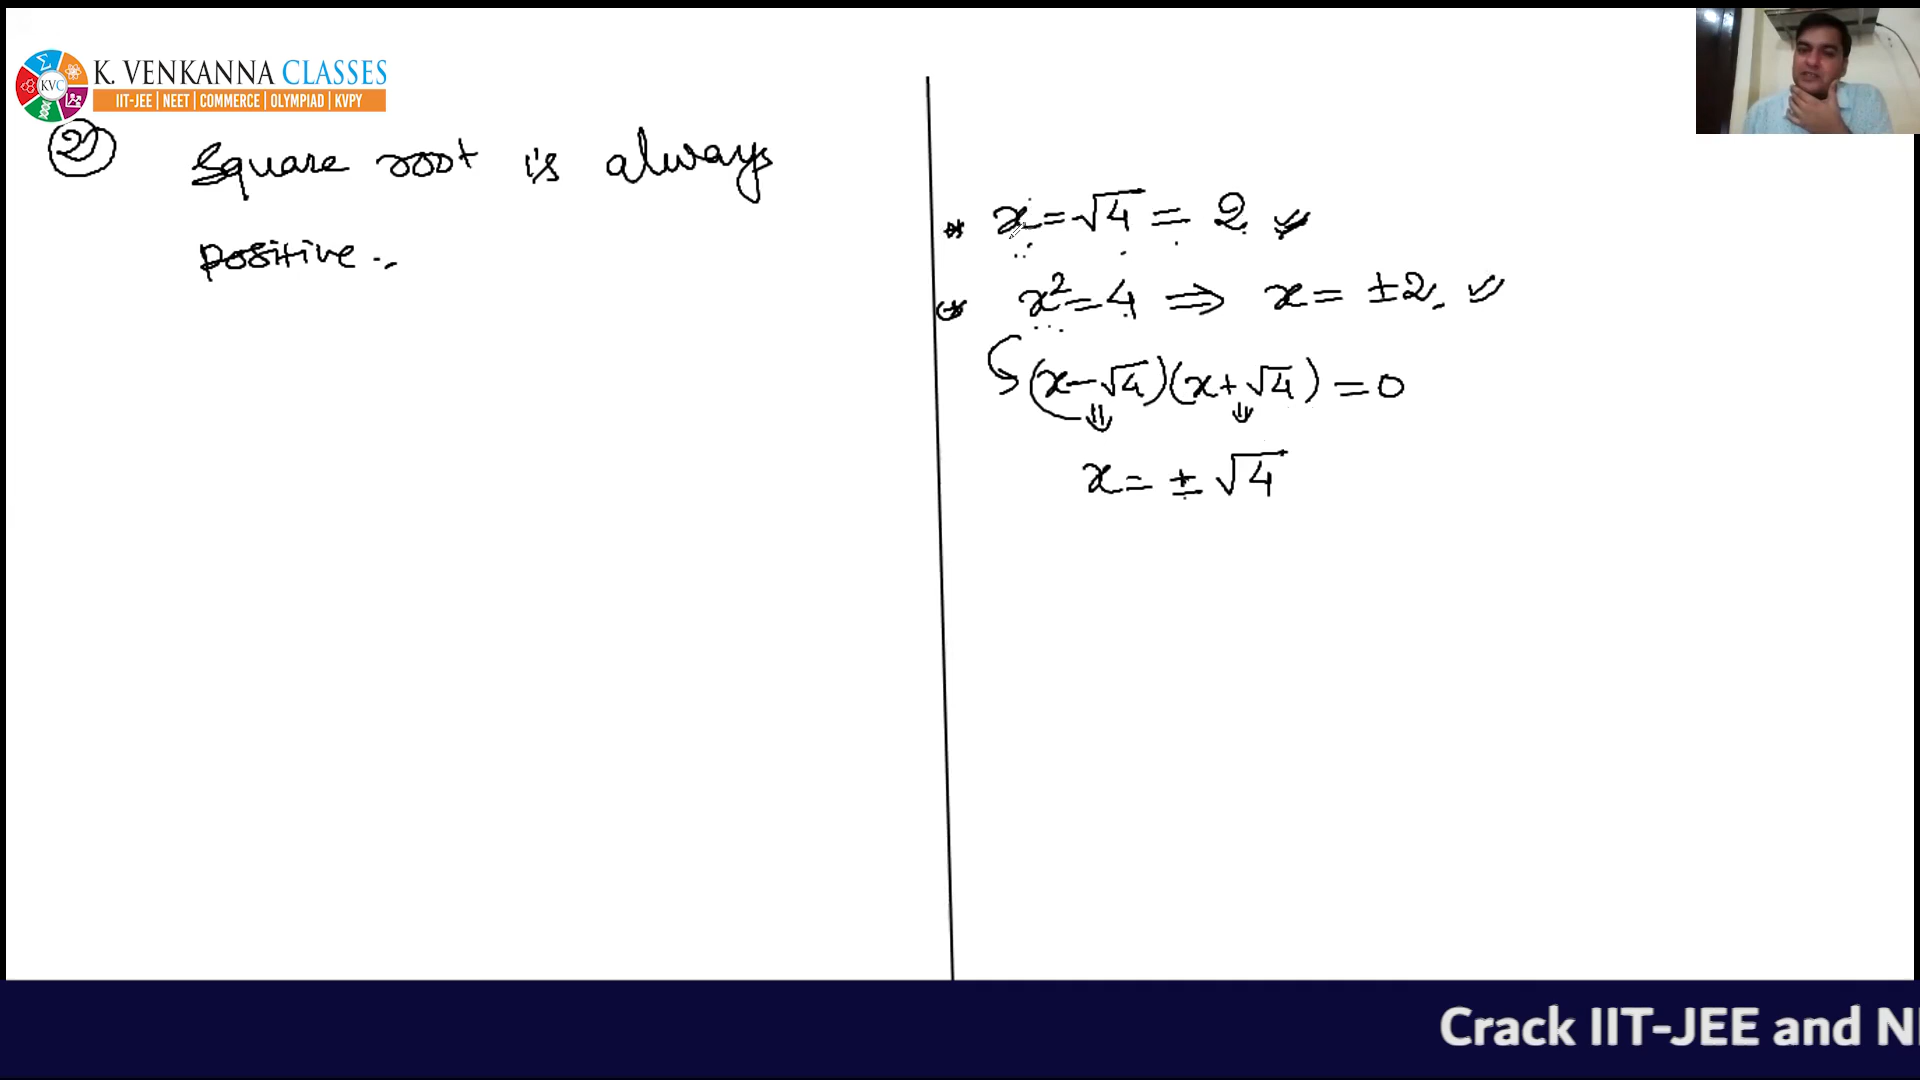 K. VENKANNA CLASSES
KVC
IIT-JEE | NEET | COMMERCE | OLYMPIAD | KVPY
② Square root is always
positive.
* x = √4 = 2 ✓
* x² = 4 ⇒ x = ±2. ✓
(x-√4)(x+√4) = 0
⇓ ⇓
x = ± √4
Crack IIT-JEE and N